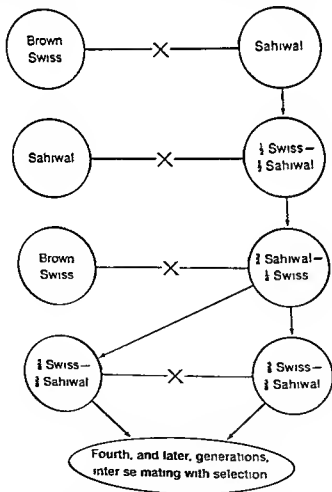 Brown
Swiss
X
Sahiwal
Sahiwal
X
½ Swiss—
½ Sahiwal
Brown
Swiss
X
¾ Sahiwal—
¼ Swiss
⅝ Swiss—
⅜ Sahiwal
X
⅝ Swiss—
⅜ Sahiwal
Fourth, and later, generations,
inter se mating with selection